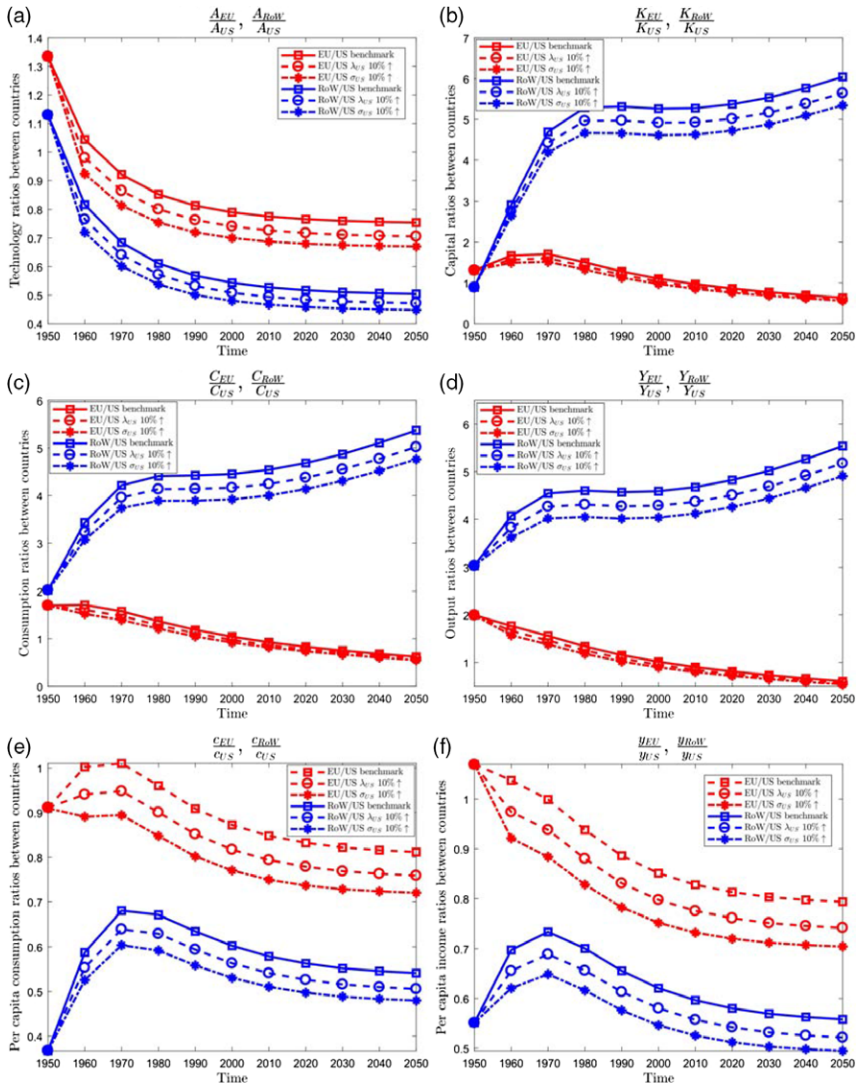 (a)
A_EU/A_US , A_RoW/A_US
EU/US benchmark
EU/US λ_US 10%↑
EU/US σ_US 10%↑
RoW/US benchmark
RoW/US λ_US 10%↑
RoW/US σ_US 10%↑
Technology ratios between countries
1.4
1.3
1.2
1.1
1
0.9
0.8
0.7
0.6
0.5
0.4
1950 1960 1970 1980 1990 2000 2010 2020 2030 2040 2050
Time
(b)
K_EU/K_US , K_RoW/K_US
EU/US benchmark
EU/US λ_US 10%↑
EU/US σ_US 10%↑
RoW/US benchmark
RoW/US λ_US 10%↑
RoW/US σ_US 10%↑
Capital ratios between countries
7
6
5
4
3
2
1
0
1950 1960 1970 1980 1990 2000 2010 2020 2030 2040 2050
Time
(c)
C_EU/C_US , C_RoW/C_US
EU/US benchmark
EU/US λ_US 10%↑
EU/US σ_US 10%↑
RoW/US benchmark
RoW/US λ_US 10%↑
RoW/US σ_US 10%↑
Consumption ratios between countries
6
5
4
3
2
1
0
1950 1960 1970 1980 1990 2000 2010 2020 2030 2040 2050
Time
(d)
Y_EU/Y_US , Y_RoW/Y_US
EU/US benchmark
EU/US λ_US 10%↑
EU/US σ_US 10%↑
RoW/US benchmark
RoW/US λ_US 10%↑
RoW/US σ_US 10%↑
Output ratios between countries
6
5
4
3
2
1
1950 1960 1970 1980 1990 2000 2010 2020 2030 2040 2050
Time
(e)
c_EU/c_US , c_RoW/c_US
EU/US benchmark
EU/US λ_US 10%↑
EU/US σ_US 10%↑
RoW/US benchmark
RoW/US λ_US 10%↑
RoW/US σ_US 10%↑
Per capita consumption ratios between countries
1
0.9
0.8
0.7
0.6
0.5
0.4
1950 1960 1970 1980 1990 2000 2010 2020 2030 2040 2050
Time
(f)
y_EU/y_US , y_RoW/y_US
EU/US benchmark
EU/US λ_US 10%↑
EU/US σ_US 10%↑
RoW/US benchmark
RoW/US λ_US 10%↑
RoW/US σ_US 10%↑
Per capita income ratios between countries
1
0.9
0.8
0.7
0.6
0.5
1950 1960 1970 1980 1990 2000 2010 2020 2030 2040 2050
Time